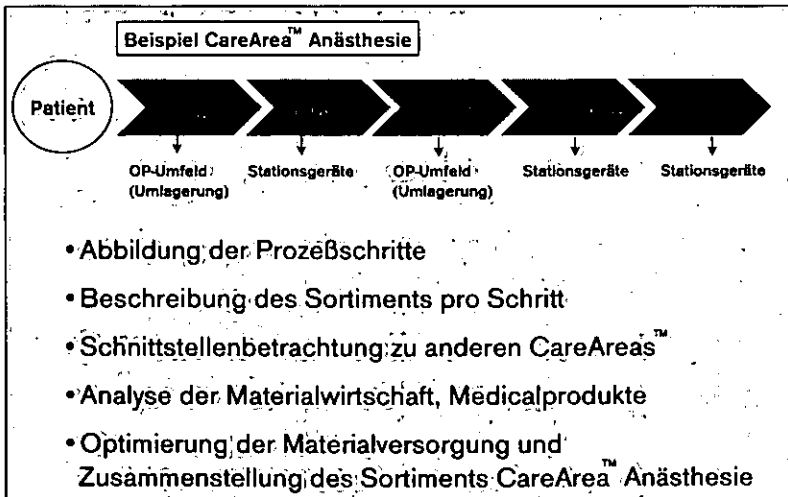 Beispiel CareArea™ Anästhesie
Patient
OP-Umfeld Stationsgeräte OP-Umfeld Stationsgeräte Stationsgeräte
(Umlagerung) (Umlagerung)
• Abbildung der Prozeßschritte
• Beschreibung des Sortiments pro Schritt
• Schnittstellenbetrachtung zu anderen CareAreas™
• Analyse der Materialwirtschaft, Medicalprodukte
• Optimierung der Materialversorgung und
Zusammenstellung des Sortiments CareArea™ Anästhesie